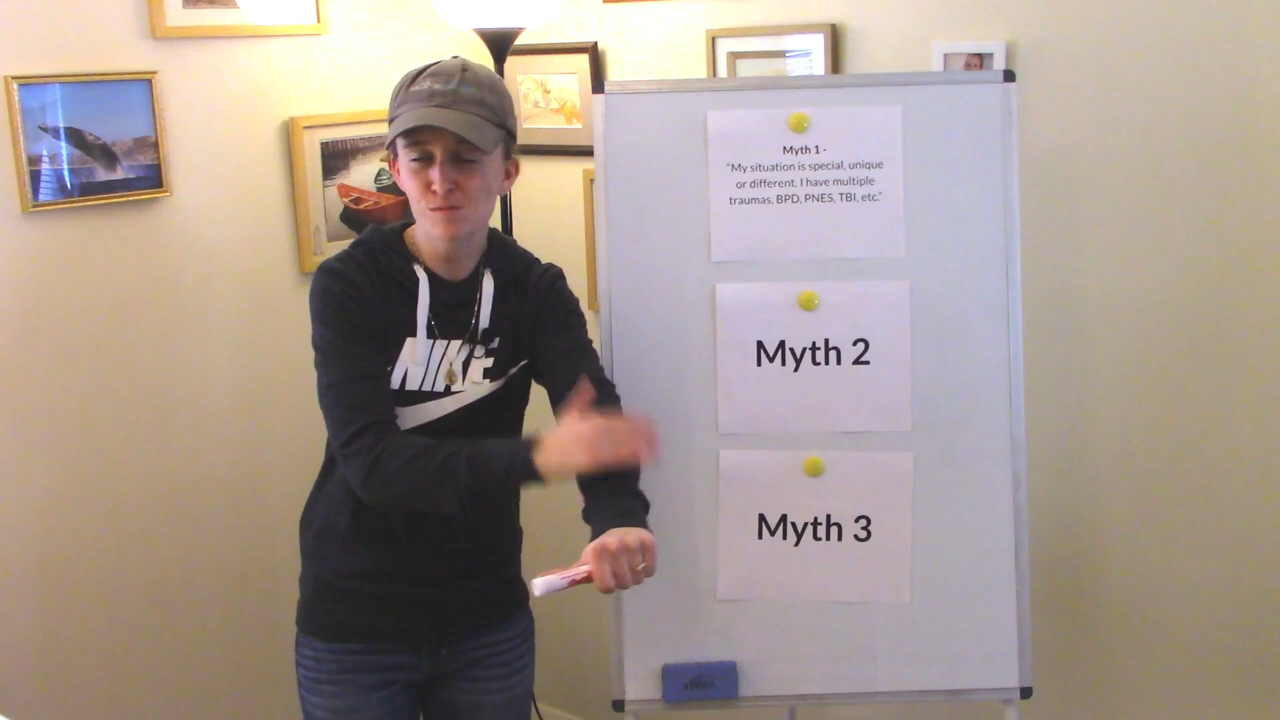 Myth 1 -
"My situation is special, unique
or different. I have multiple
traumas, BPD, PNES, TBI, etc."
Myth 2
Myth 3
NIKE